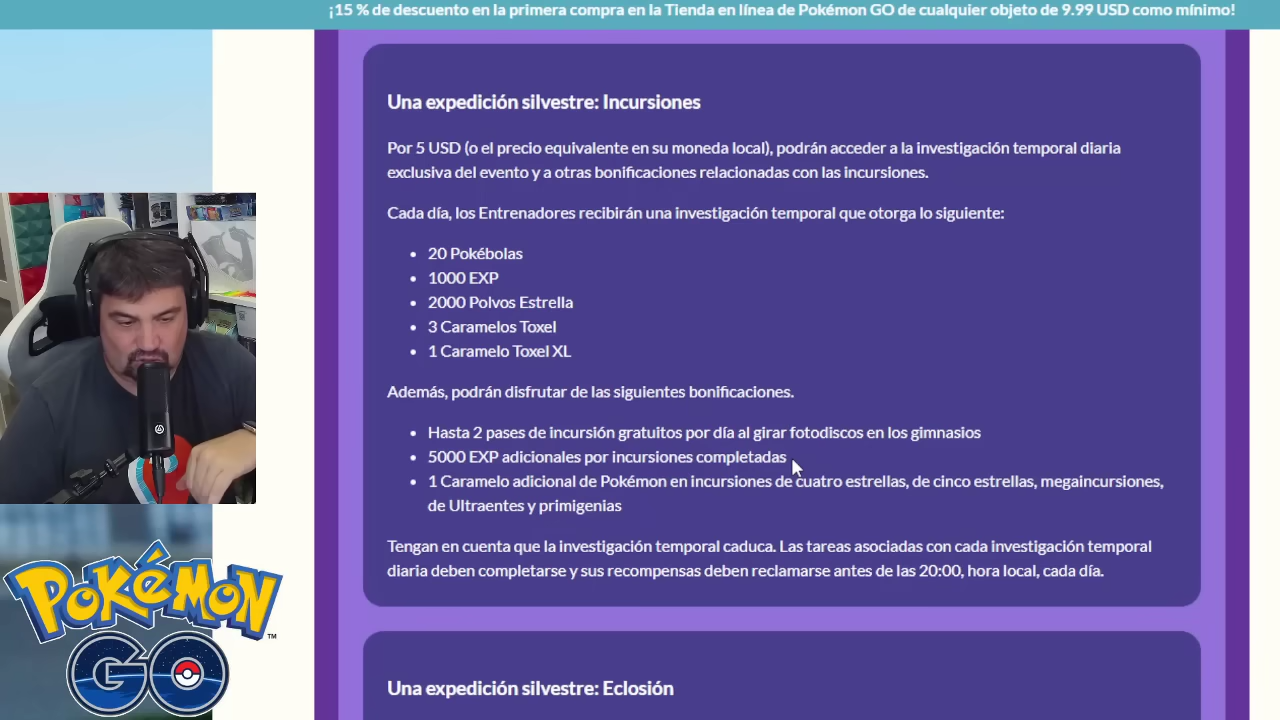 ¡15 % de descuento en la primera compra en la Tienda en línea de Pokémon GO de cualquier objeto de 9.99 USD como mínimo!
Una expedición silvestre: Incursiones
Por 5 USD (o el precio equivalente en su moneda local), podrán acceder a la investigación temporal diaria
exclusiva del evento y a otras bonificaciones relacionadas con las incursiones.
Cada día, los Entrenadores recibirán una investigación temporal que otorga lo siguiente:
• 20 Pokébolas
• 1000 EXP
• 2000 Polvos Estrella
• 3 Caramelos Toxel
• 1 Caramelo Toxel XL
Además, podrán disfrutar de las siguientes bonificaciones.
• Hasta 2 pases de incursión gratuitos por día al girar fotodiscos en los gimnasios
• 5000 EXP adicionales por incursiones completadas
• 1 Caramelo adicional de Pokémon en incursiones de cuatro estrellas, de cinco estrellas, megaincursiones,
de Ultraentes y primigenias
Tengan en cuenta que la investigación temporal caduca. Las tareas asociadas con cada investigación temporal
diaria deben completarse y sus recompensas deben reclamarse antes de las 20:00, hora local, cada día.
Una expedición silvestre: Eclosión
POKéMON™
GO